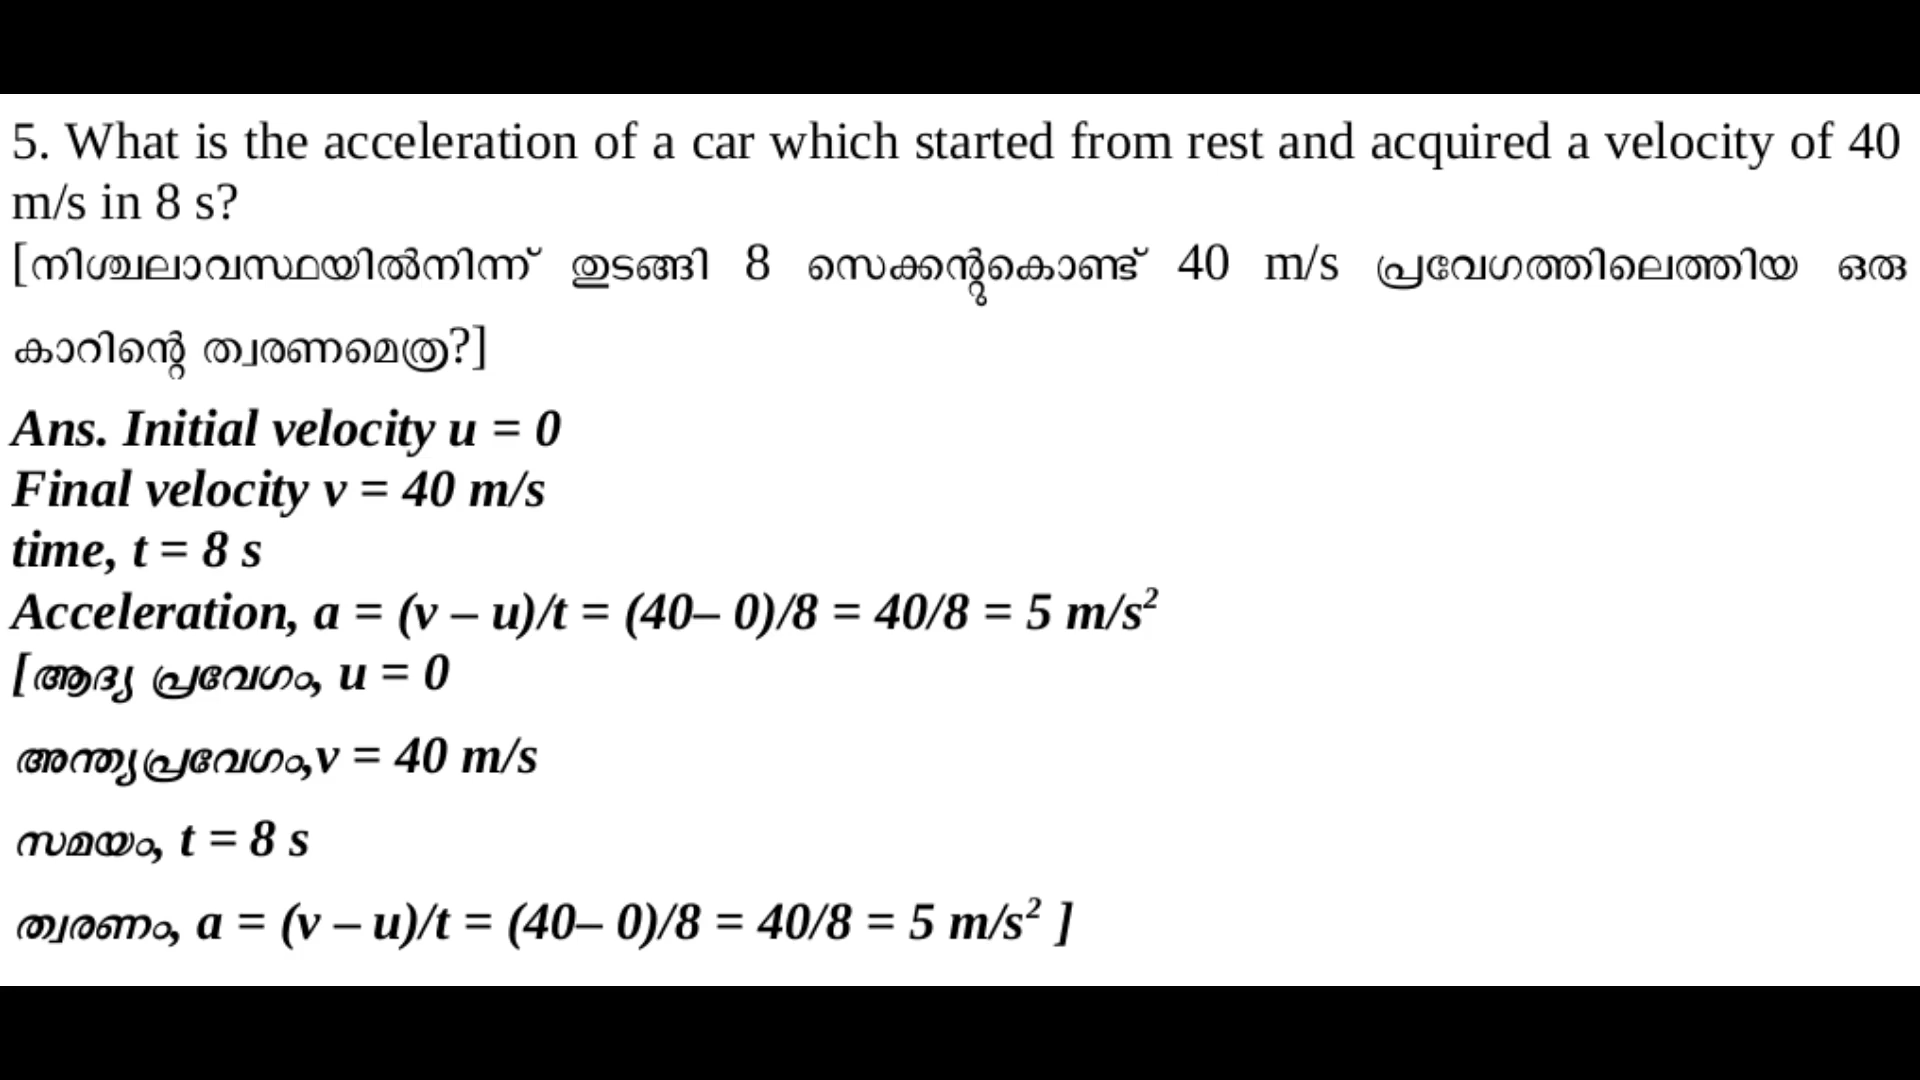 5. What is the acceleration of a car which started from rest and acquired a velocity of 40
m/s in 8 s?
[നിശ്ചലാവസ്ഥയിൽനിന്ന് തുടങ്ങി 8 സെക്കന്റുകൊണ്ട് 40 m/s പ്രവേഗത്തിലെത്തിയ ഒരു
കാറിന്റെ ത്വരണമെത്ര?]
Ans. Initial velocity u = 0
Final velocity v = 40 m/s
time, t = 8 s
Acceleration, a = (v – u)/t = (40– 0)/8 = 40/8 = 5 m/s²
[ആദ്യ പ്രവേഗം, u = 0
അന്ത്യപ്രവേഗം,v = 40 m/s
സമയം, t = 8 s
ത്വരണം, a = (v – u)/t = (40– 0)/8 = 40/8 = 5 m/s² ]